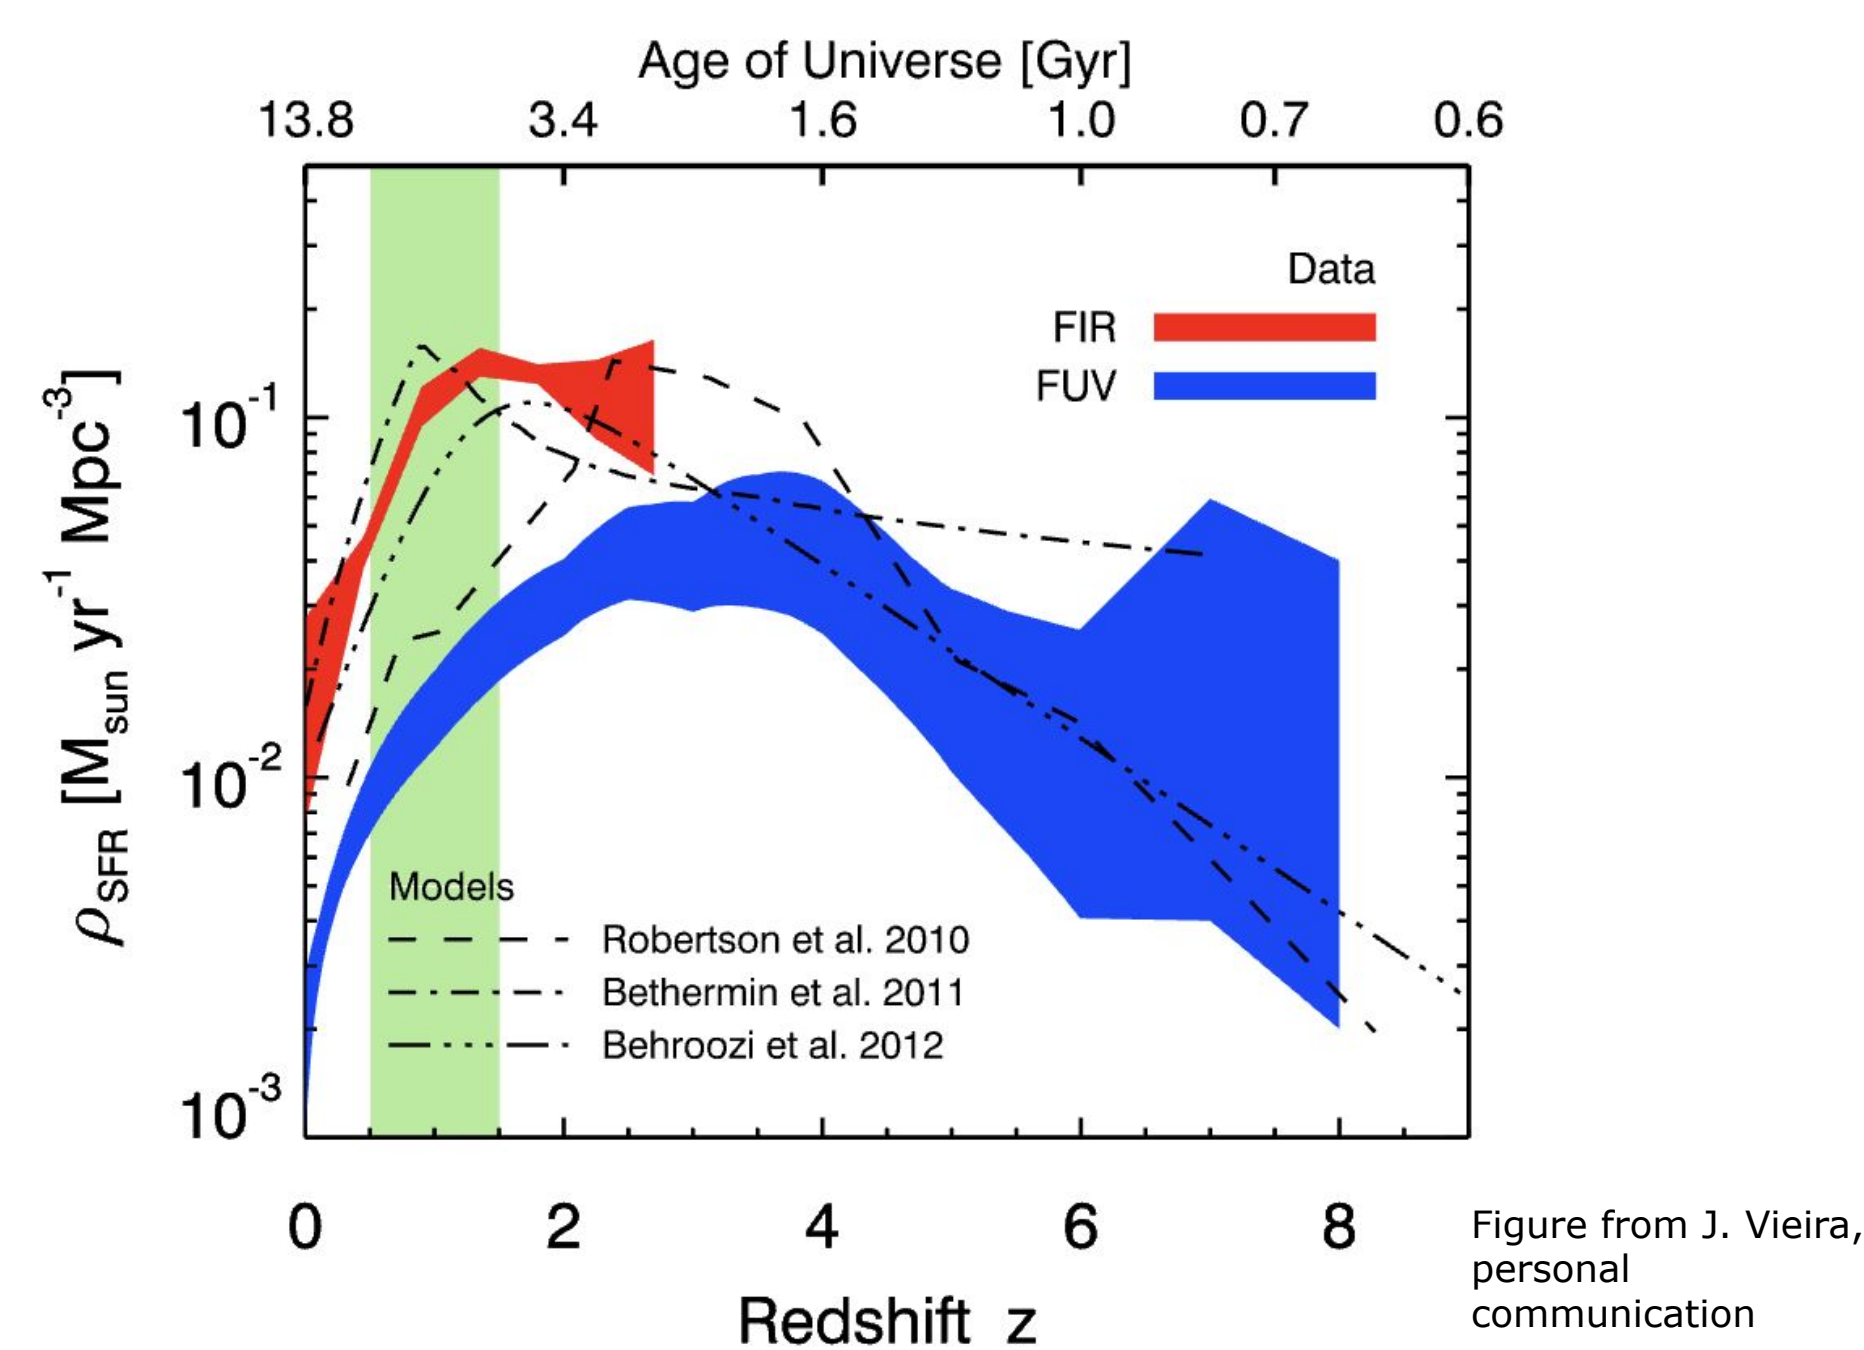 Age of Universe [Gyr]
13.8 3.4 1.6 1.0 0.7 0.6
Data
FIR
FUV
ρSFR [Msun yr-1 Mpc-3]
10-1
10-2
10-3
Models
Robertson et al. 2010
Bethermin et al. 2011
Behroozi et al. 2012
0 2 4 6 8
Redshift z
Figure from J. Vieira,
personal
communication